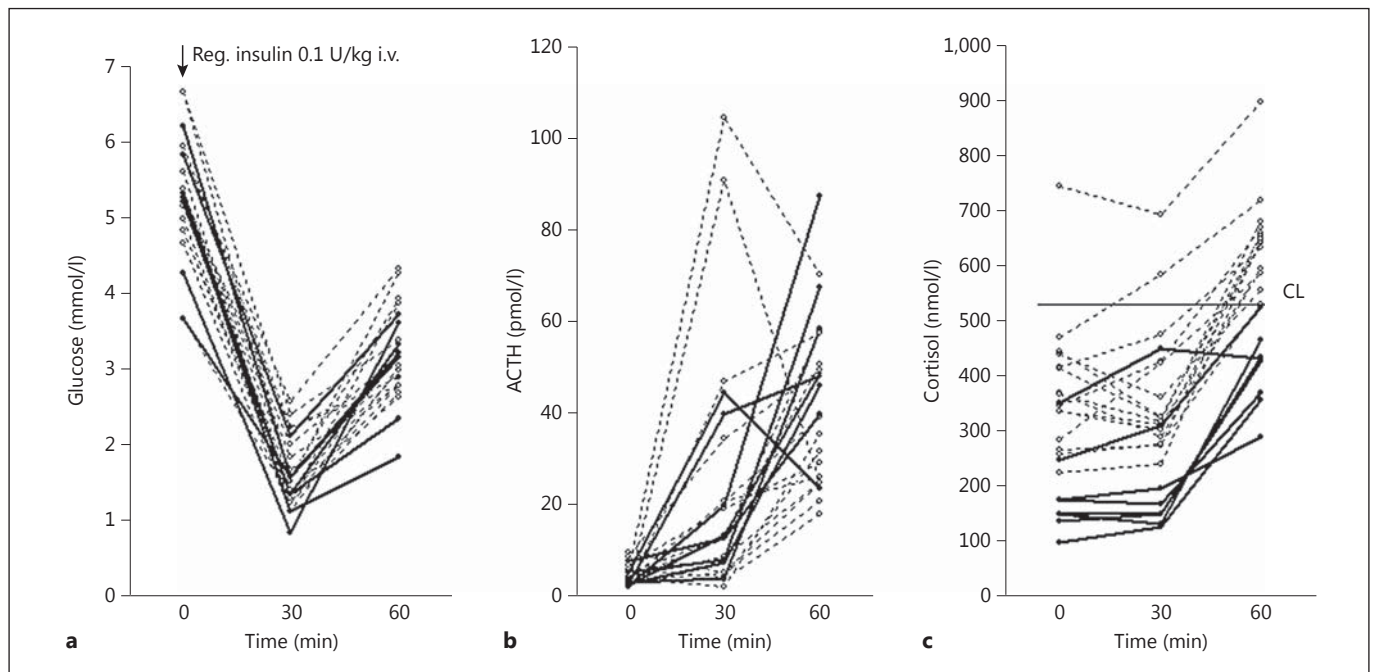 Reg. insulin 0.1 U/kg i.v.
7
6
5
4
3
2
1
0
Glucose (mmol/l)
0 30 60
Time (min)
a
120
100
80
60
40
20
0
ACTH (pmol/l)
0 30 60
Time (min)
b
1,000
900
800
700
600
500
400
300
200
100
0
Cortisol (nmol/l)
CL
0 30 60
Time (min)
c